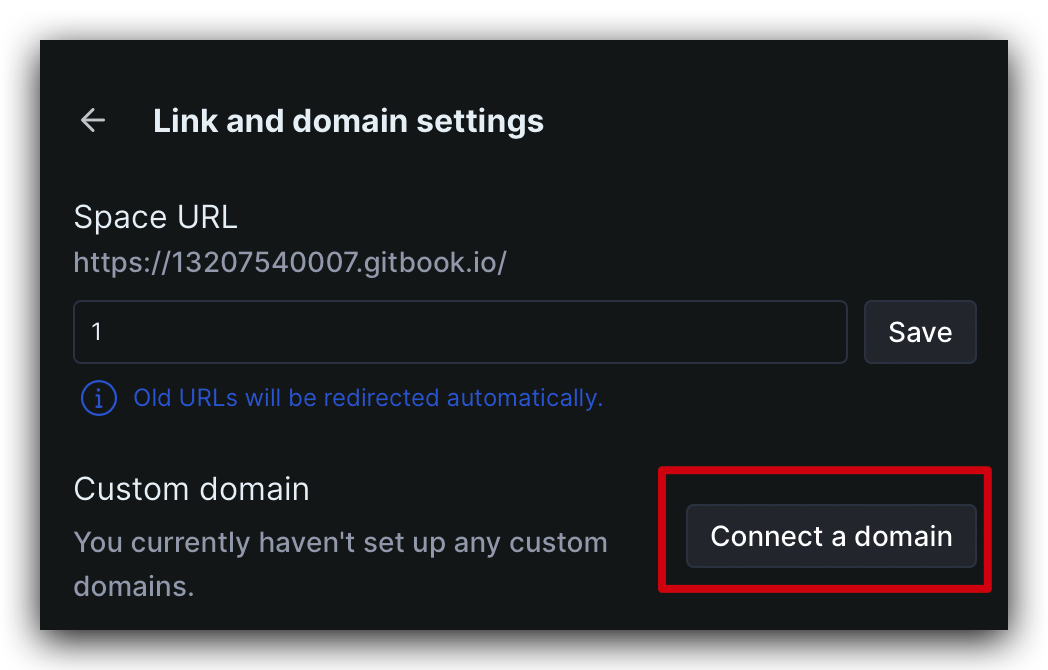 Link and domain settings
Space URL
https://13207540007.gitbook.io/
1
Save
Old URLs will be redirected automatically.
Custom domain
You currently haven't set up any custom
domains.
Connect a domain